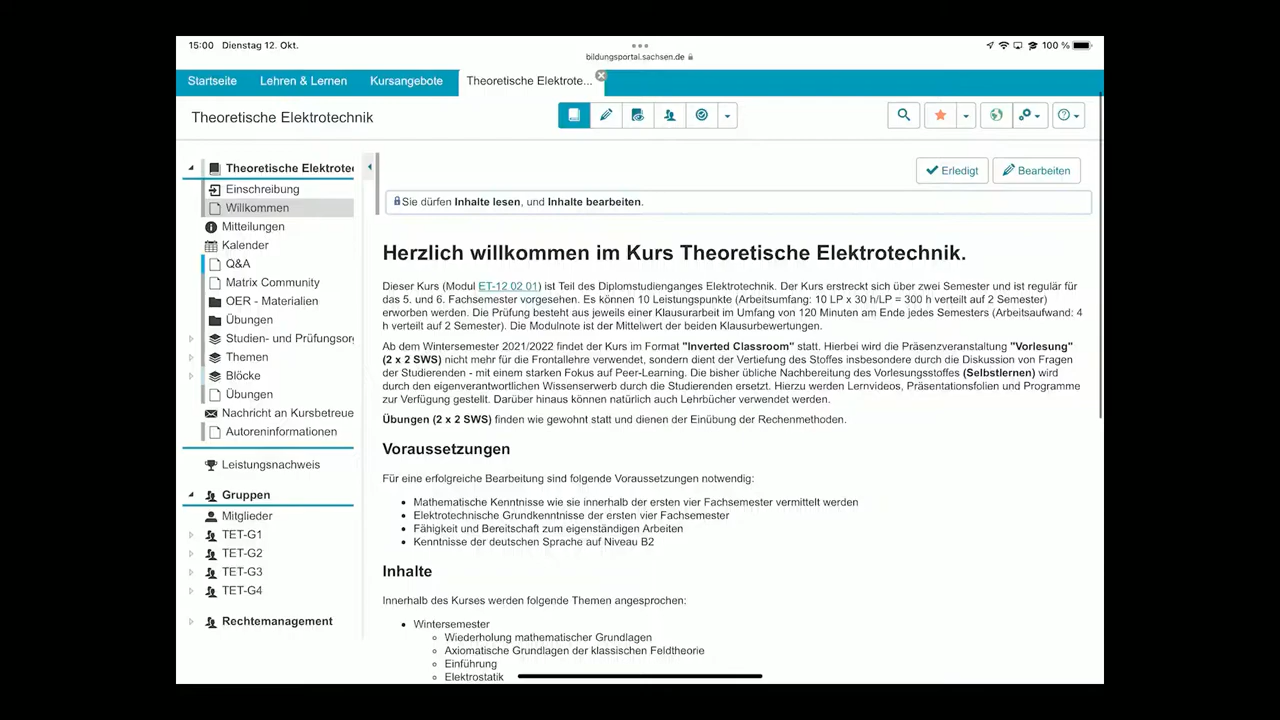 15:00 Dienstag 12. Okt.
bildungsportal.sachsen.de
100 %
Startseite
Lehren & Lernen
Kursangebote
Theoretische Elektrote...
Theoretische Elektrotechnik
Theoretische Elektrote
Einschreibung
Willkommen
Mitteilungen
Kalender
Q&A
Matrix Community
OER - Materialien
Übungen
Studien- und Prüfungsor
Themen
Blöcke
Übungen
Nachricht an Kursbetreue
Autoreninformationen
Leistungsnachweis
Gruppen
Mitglieder
TET-G1
TET-G2
TET-G3
TET-G4
Rechtemanagement
Erledigt
Bearbeiten
Sie dürfen Inhalte lesen, und Inhalte bearbeiten.
Herzlich willkommen im Kurs Theoretische Elektrotechnik.
Dieser Kurs (Modul ET-12 02 01) ist Teil des Diplomstudienganges Elektrotechnik. Der Kurs erstreckt sich über zwei Semester und ist regulär für
das 5. und 6. Fachsemester vorgesehen. Es können 10 Leistungspunkte (Arbeitsumfang: 10 LP x 30 h/LP = 300 h verteilt auf 2 Semester)
erworben werden. Die Prüfung besteht aus jeweils einer Klausurarbeit im Umfang von 120 Minuten am Ende jedes Semesters (Arbeitsaufwand: 4
h verteilt auf 2 Semester). Die Modulnote ist der Mittelwert der beiden Klausurbewertungen.
Ab dem Wintersemester 2021/2022 findet der Kurs im Format "Inverted Classroom" statt. Hierbei wird die Präsenzveranstaltung "Vorlesung"
(2 x 2 SWS) nicht mehr für die Frontallehre verwendet, sondern dient der Vertiefung des Stoffes insbesondere durch die Diskussion von Fragen
der Studierenden - mit einem starken Fokus auf Peer-Learning. Die bisher übliche Nachbereitung des Vorlesungsstoffes (Selbstlernen) wird
durch den eigenverantwortlichen Wissenserwerb durch die Studierenden ersetzt. Hierzu werden Lernvideos, Präsentationsfolien und Programme
zur Verfügung gestellt. Darüber hinaus können natürlich auch Lehrbücher verwendet werden.
Übungen (2 x 2 SWS) finden wie gewohnt statt und dienen der Einübung der Rechenmethoden.
Voraussetzungen
Für eine erfolgreiche Bearbeitung sind folgende Voraussetzungen notwendig:
Mathematische Kenntnisse wie sie innerhalb der ersten vier Fachsemester vermittelt werden
Elektrotechnische Grundkenntnisse der ersten vier Fachsemester
Fähigkeit und Bereitschaft zum eigenständigen Arbeiten
Kenntnisse der deutschen Sprache auf Niveau B2
Inhalte
Innerhalb des Kurses werden folgende Themen angesprochen:
Wintersemester
Wiederholung mathematischer Grundlagen
Axiomatische Grundlagen der klassischen Feldtheorie
Einführung
Elektrostatik